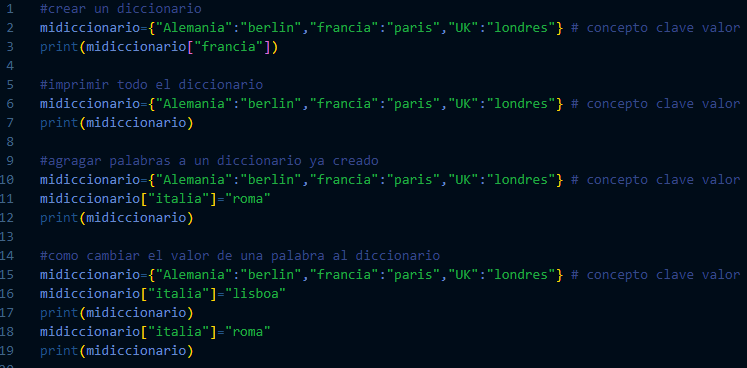 1 #crear un diccionario
2 midiccionario={"Alemania":"berlin","francia":"paris","UK":"londres"} # concepto clave valor
3 print(midiccionario["francia"])
4
5 #imprimir todo el diccionario
6 midiccionario={"Alemania":"berlin","francia":"paris","UK":"londres"} # concepto clave valor
7 print(midiccionario)
8
9 #agragar palabras a un diccionario ya creado
10 midiccionario={"Alemania":"berlin","francia":"paris","UK":"londres"} # concepto clave valor
11 midiccionario["italia"]="roma"
12 print(midiccionario)
13
14 #como cambiar el valor de una palabra al diccionario
15 midiccionario={"Alemania":"berlin","francia":"paris","UK":"londres"} # concepto clave valor
16 midiccionario["italia"]="lisboa"
17 print(midiccionario)
18 midiccionario["italia"]="roma"
19 print(midiccionario)